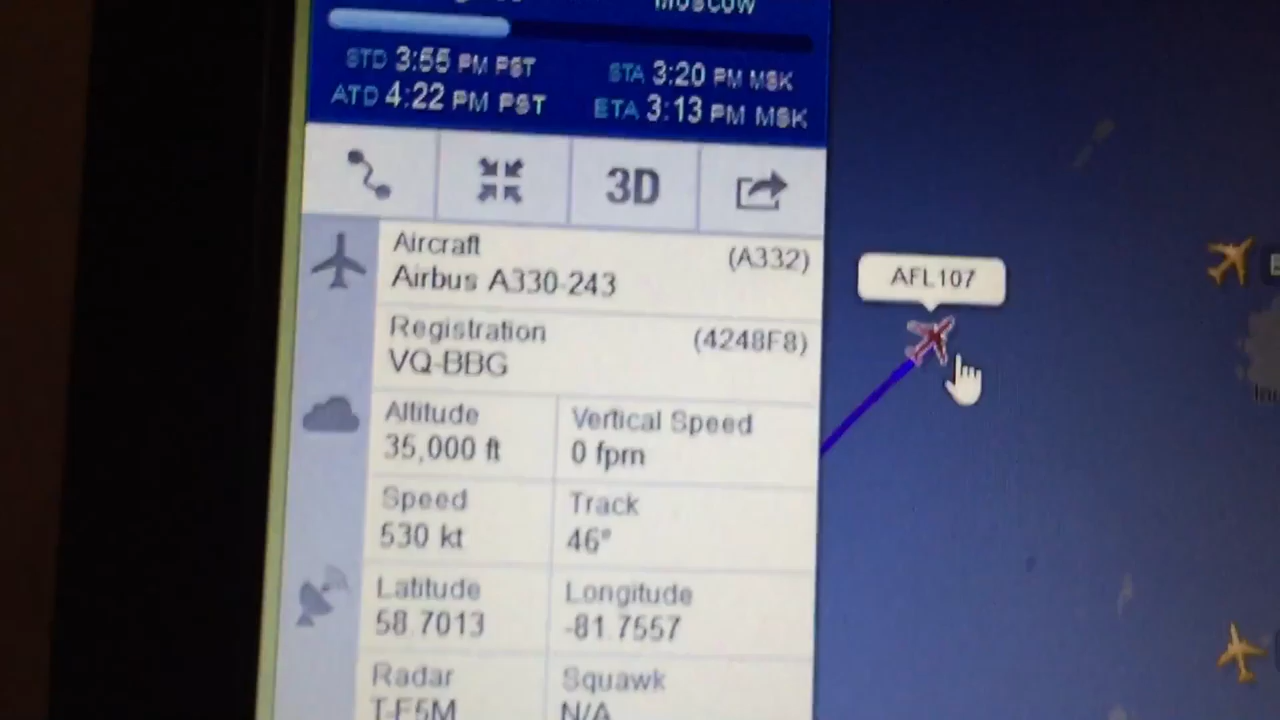 Moscow
STD 3:55 PM PST
STA 3:20 PM MSK
ATD 4:22 PM PST
ETA 3:13 PM MSK
3D
Aircraft (A332)
Airbus A330-243
Registration (4248F8)
VQ-BBG
AFL107
Altitude
35,000 ft
Vertical Speed
0 fpm
Speed
530 kt
Track
46°
Latitude
58.7013
Longitude
-81.7557
Radar
T-F5M
Squawk
N/A